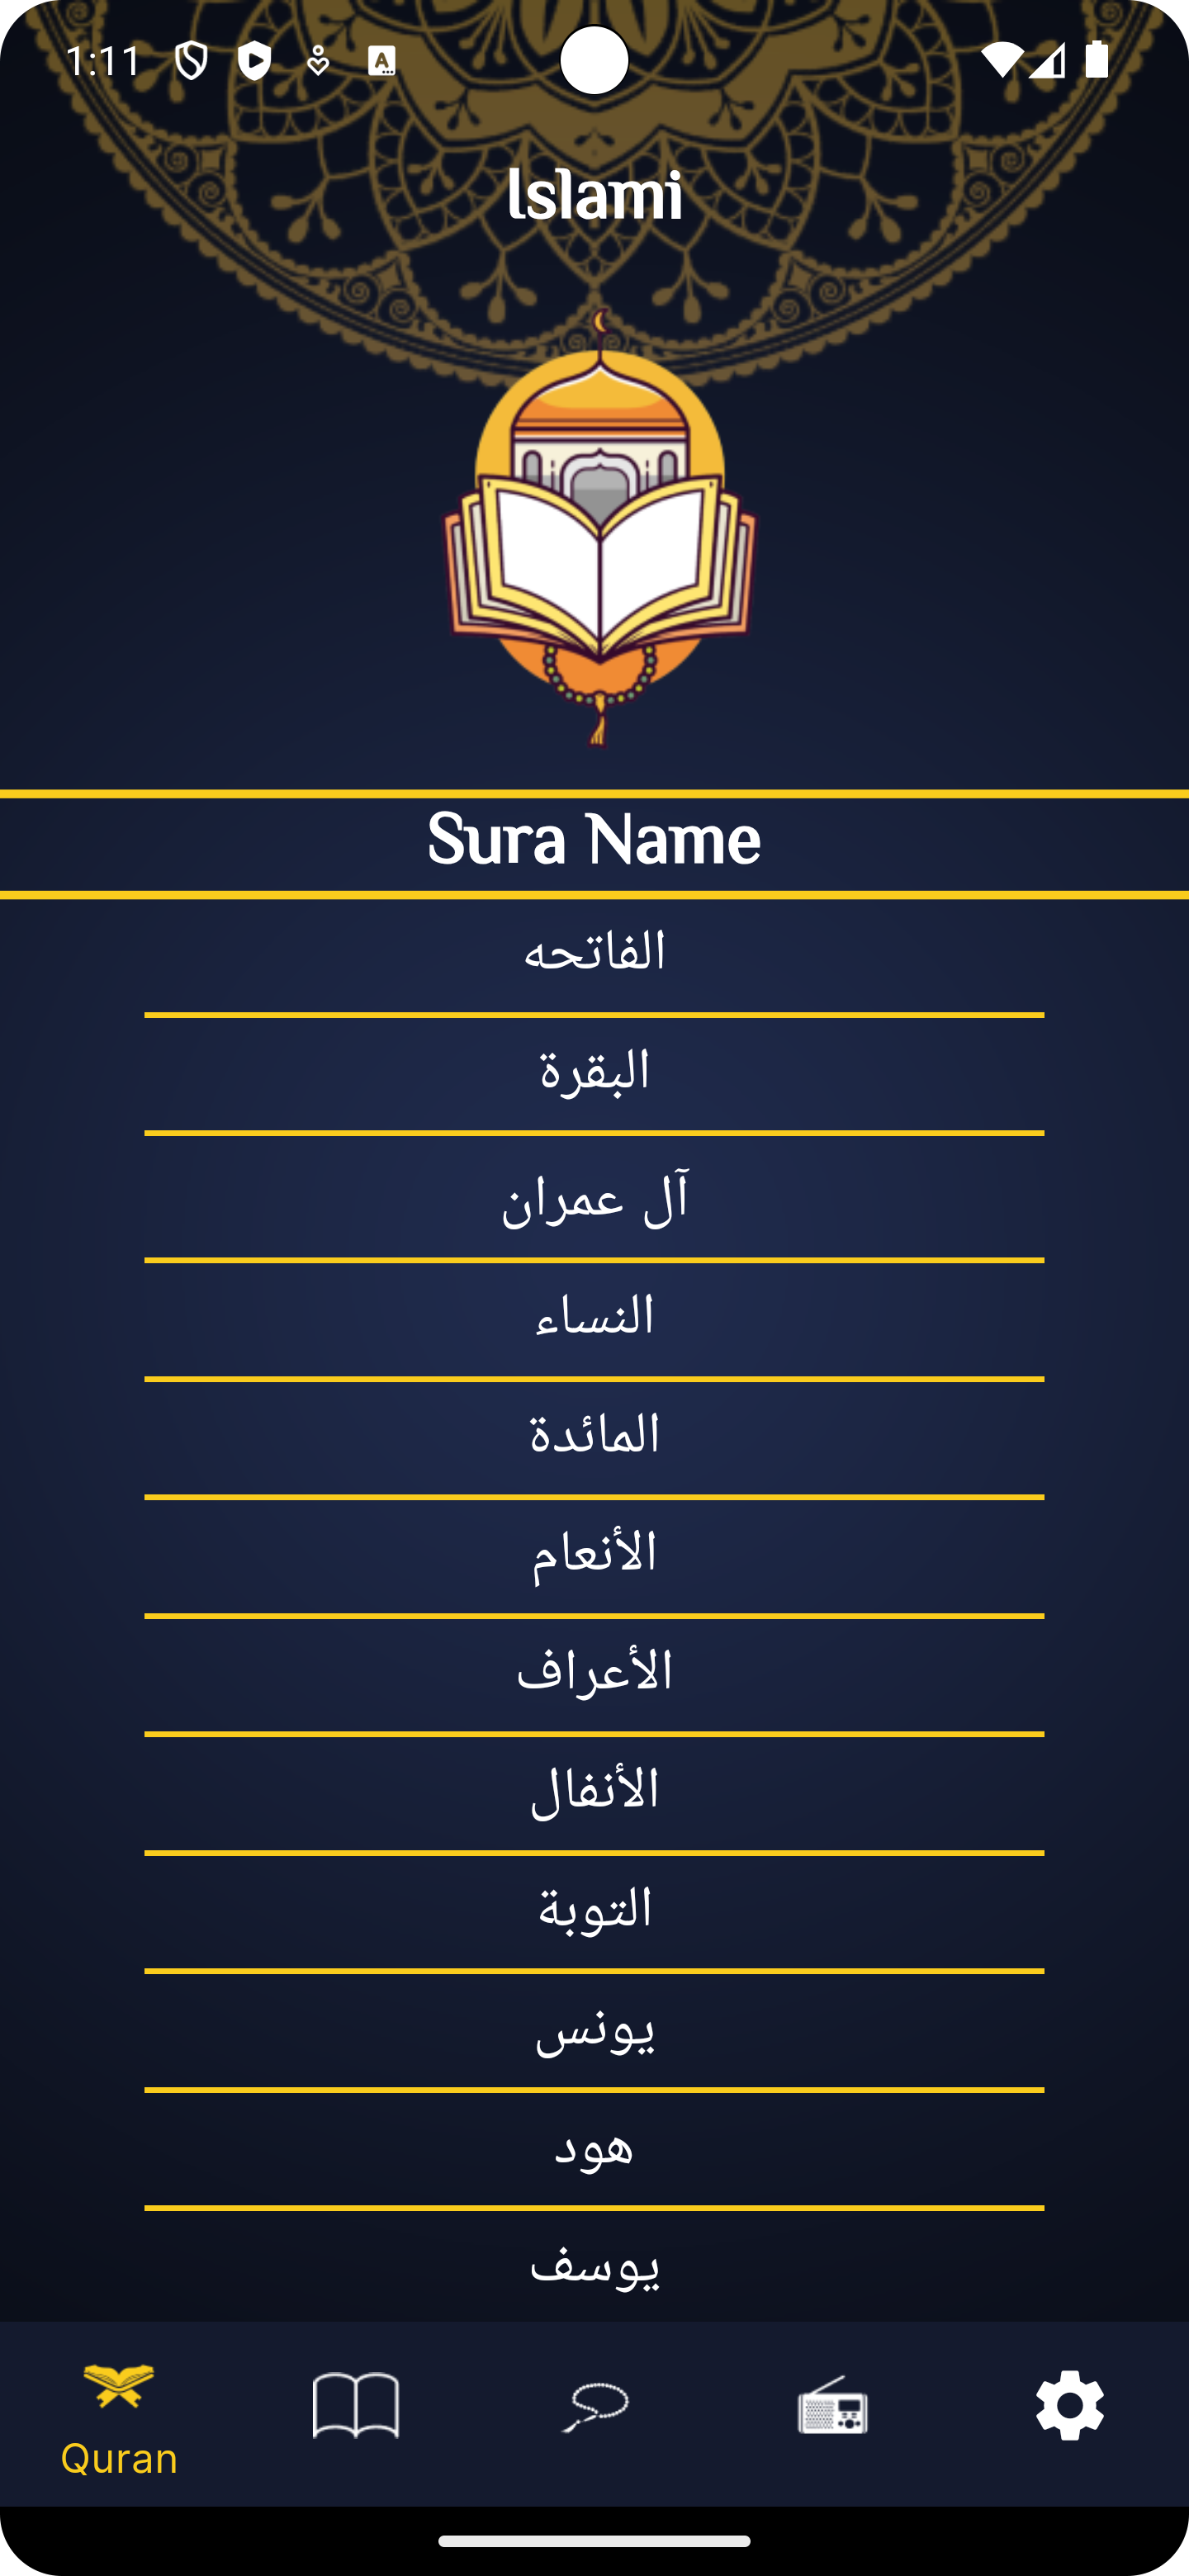 1:11
Islami
Sura Name
الفاتحه
البقرة
آل عمران
النساء
المائدة
الأنعام
الأعراف
الأنفال
التوبة
يونس
هود
يوسف
Quran